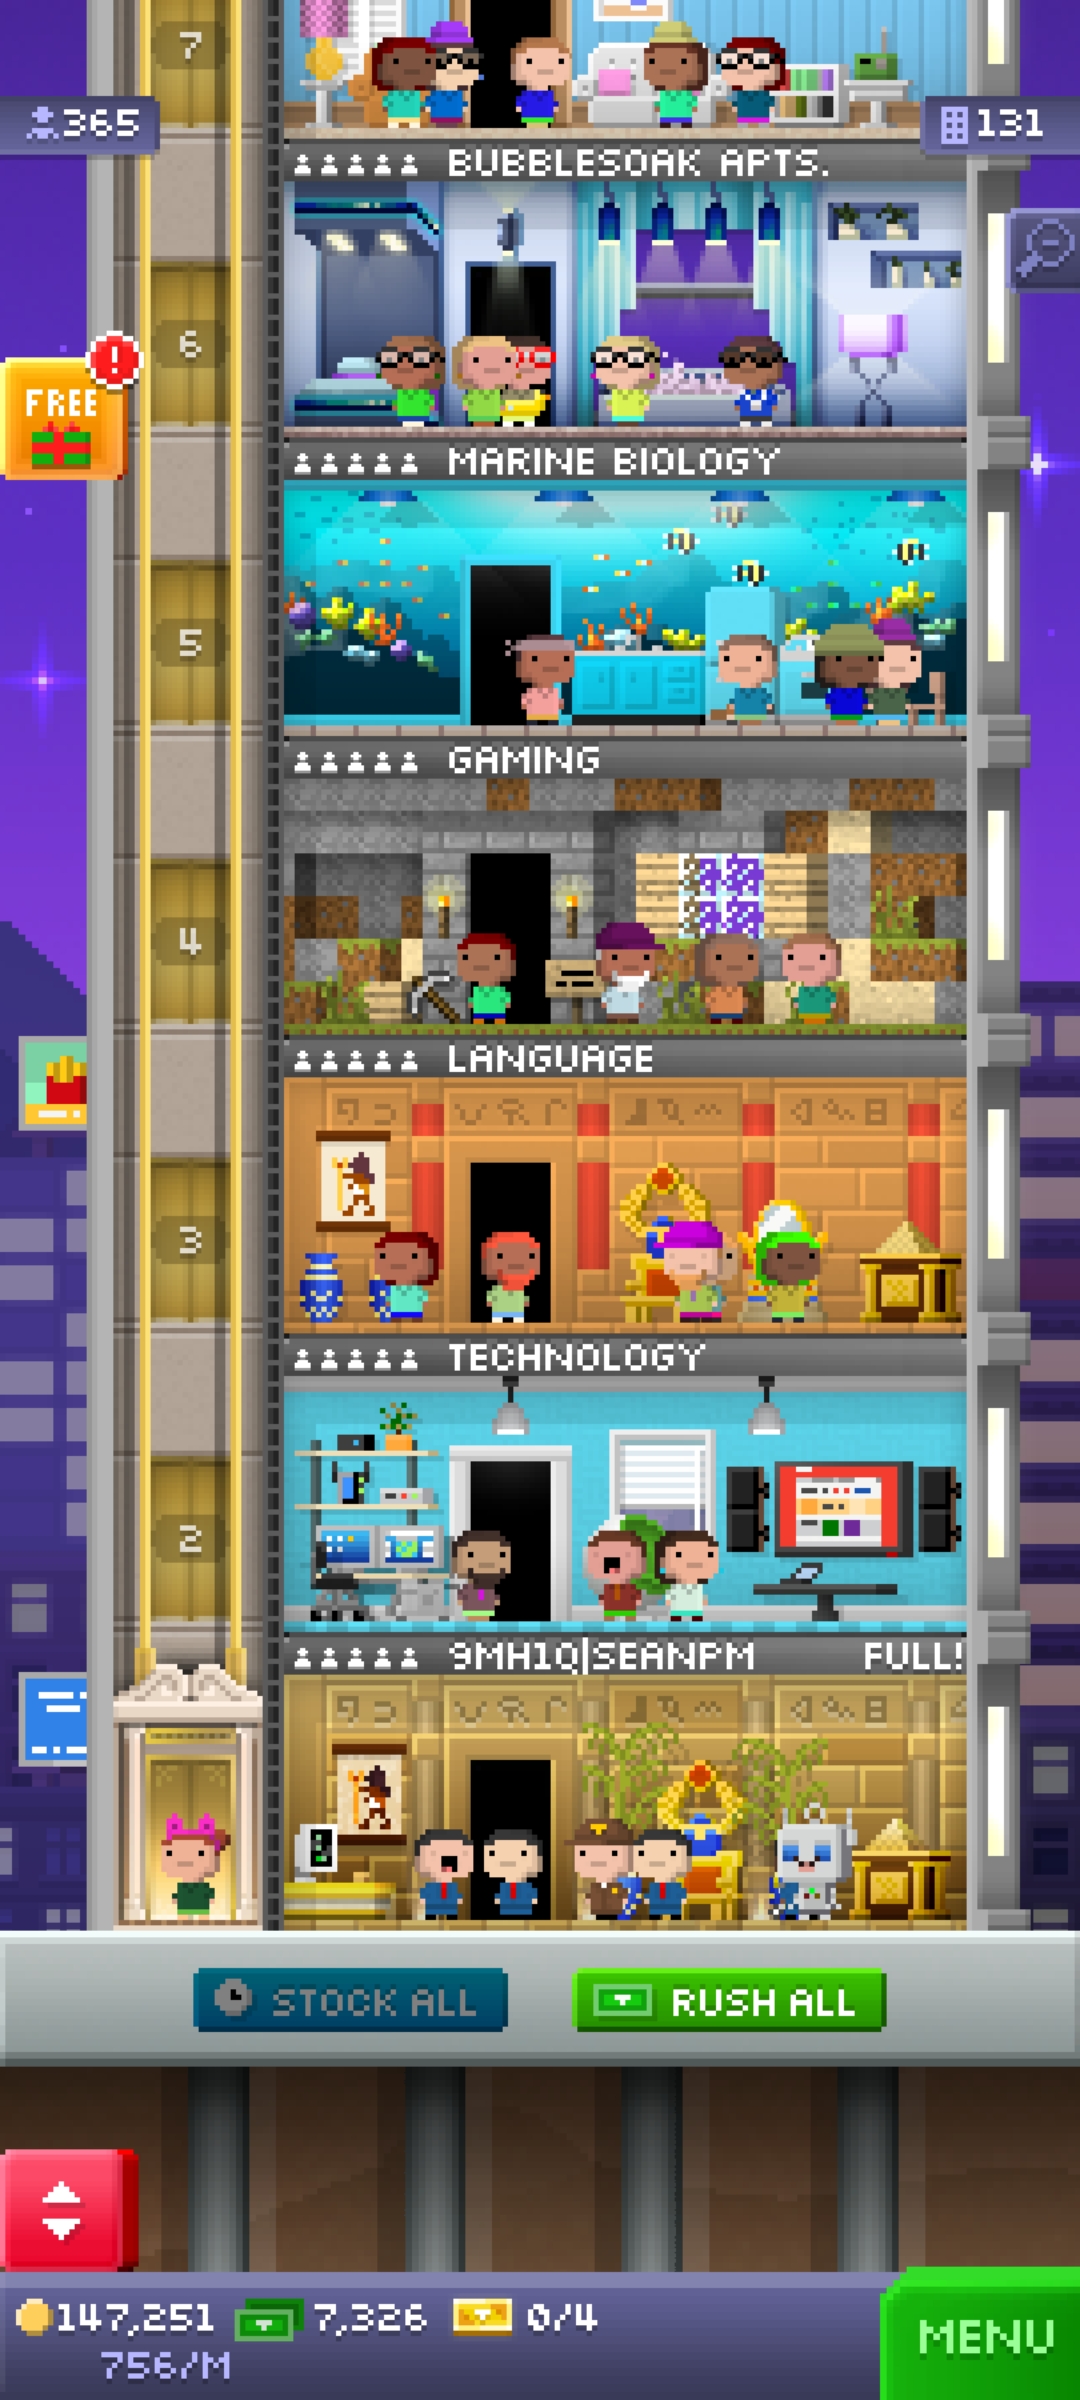 7
365
131
BUBBLESOAK APTS.
6
FREE
!
MARINE BIOLOGY
5
GAMING
4
LANGUAGE
3
TECHNOLOGY
2
9MH1Q|SEANPM FULL!
STOCK ALL
RUSH ALL
147,251 7,326 0/4
756/M
MENU